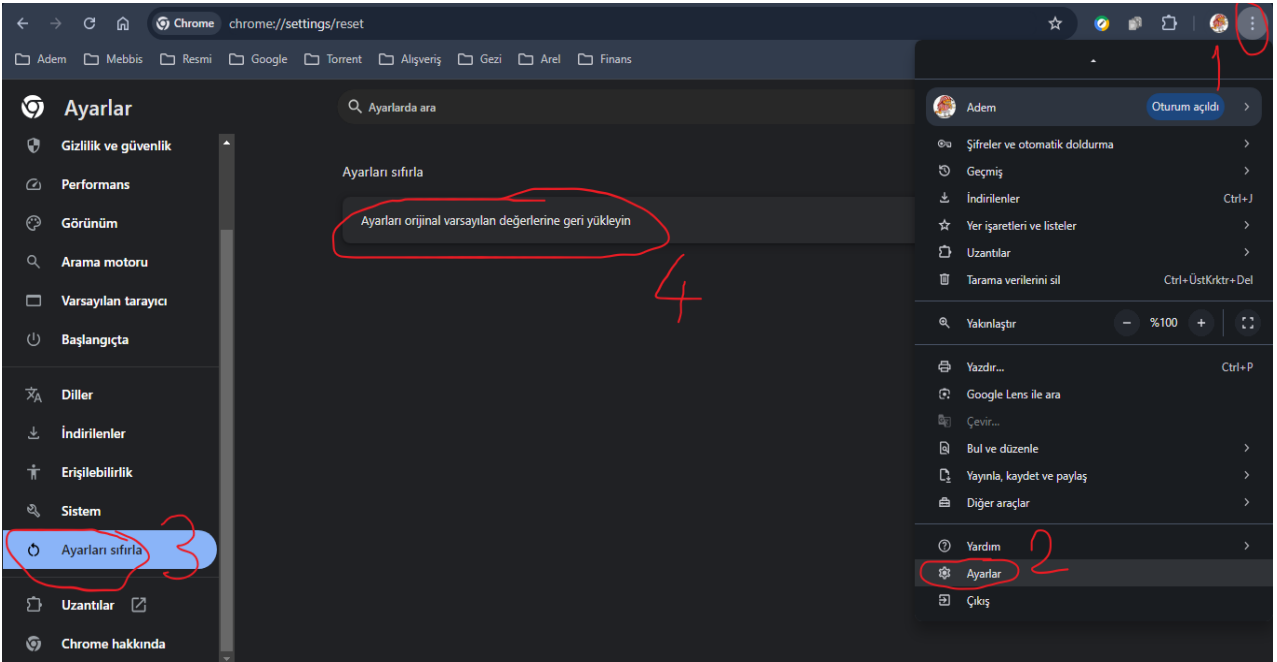 Chrome chrome://settings/reset
Adem Mebbis Resmi Google Torrent Alışveriş Gezi Arel Finans
Ayarlar
Gizlilik ve güvenlik
Performans
Görünüm
Arama motoru
Varsayılan tarayıcı
Başlangıçta
Diller
İndirilenler
Erişilebilirlik
Sistem
Ayarları sıfırla
3
Uzantılar
Chrome hakkında
Ayarlarda ara
Ayarları sıfırla
Ayarları orijinal varsayılan değerlerine geri yükleyin
4
1
Adem Oturum açıldı
Şifreler ve otomatik doldurma
Geçmiş
İndirilenler Ctrl+J
Yer işaretleri ve listeler
Uzantılar
Tarama verilerini sil Ctrl+ÜstKrktr+Del
Yakınlaştır − %100 +
Yazdır... Ctrl+P
Google Lens ile ara
Çevir...
Bul ve düzenle
Yayınla, kaydet ve paylaş
Diğer araçlar
Yardım
2
Ayarlar
Çıkış